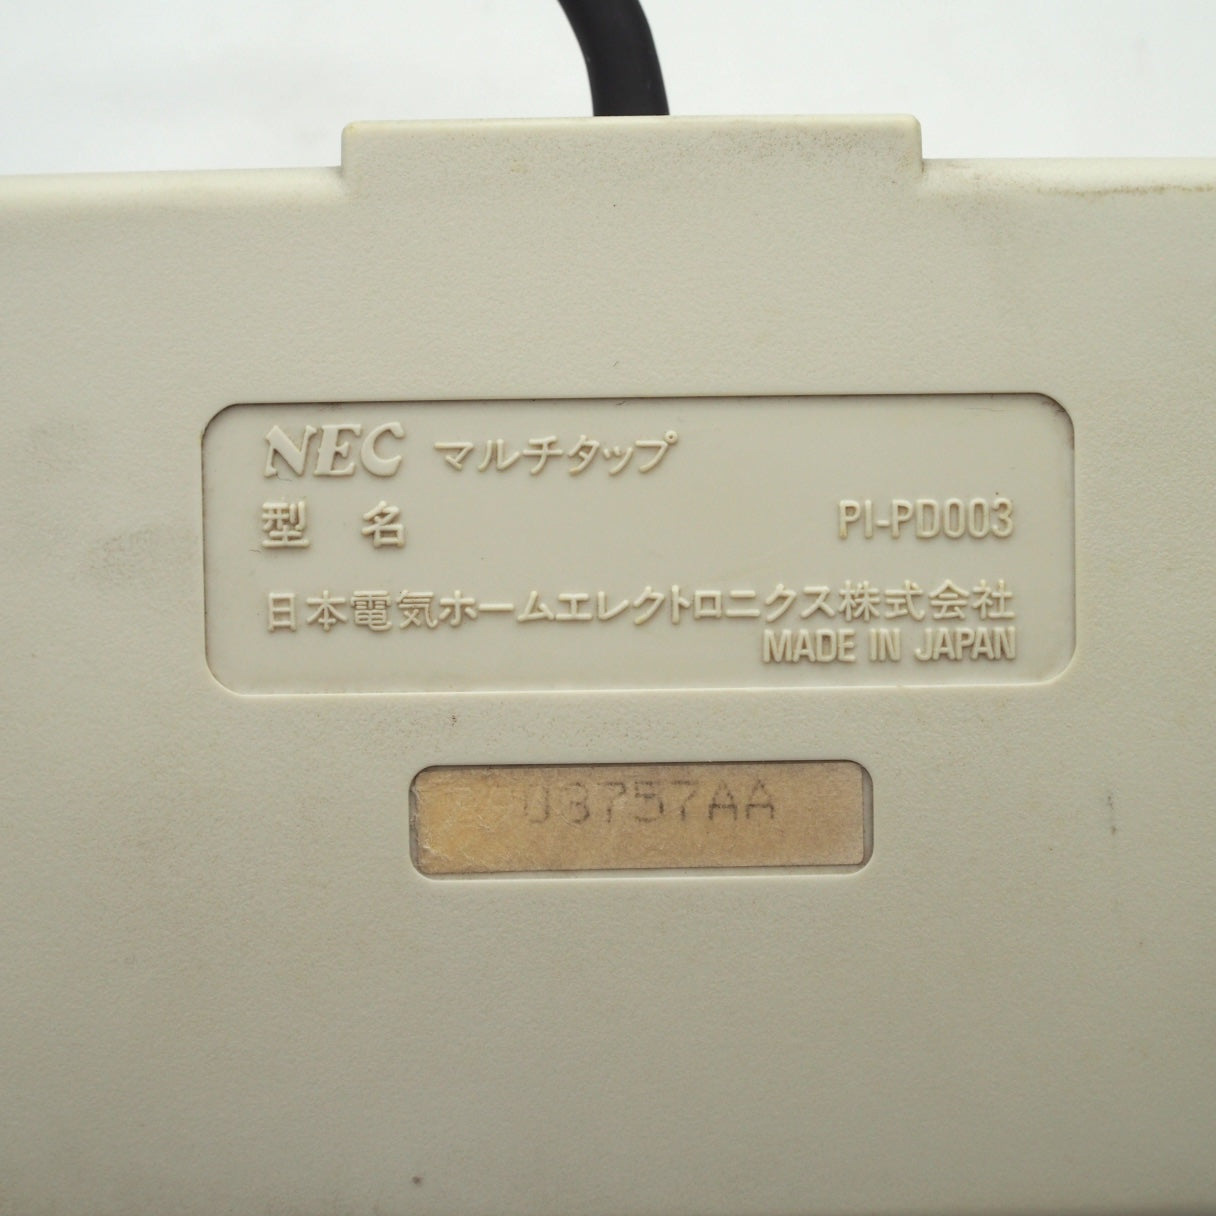 NEC マルチタップ
型名 PI-PD003
日本電気ホームエレクトロニクス株式会社
MADE IN JAPAN
03757AA